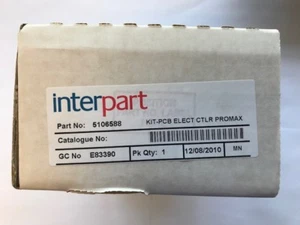 interpart
Part No: 5106588 KIT-PCB ELECT CTLR PROMAX
Catalogue No:
GC No E83390 Pk Qty: 1 12/08/2010 MN